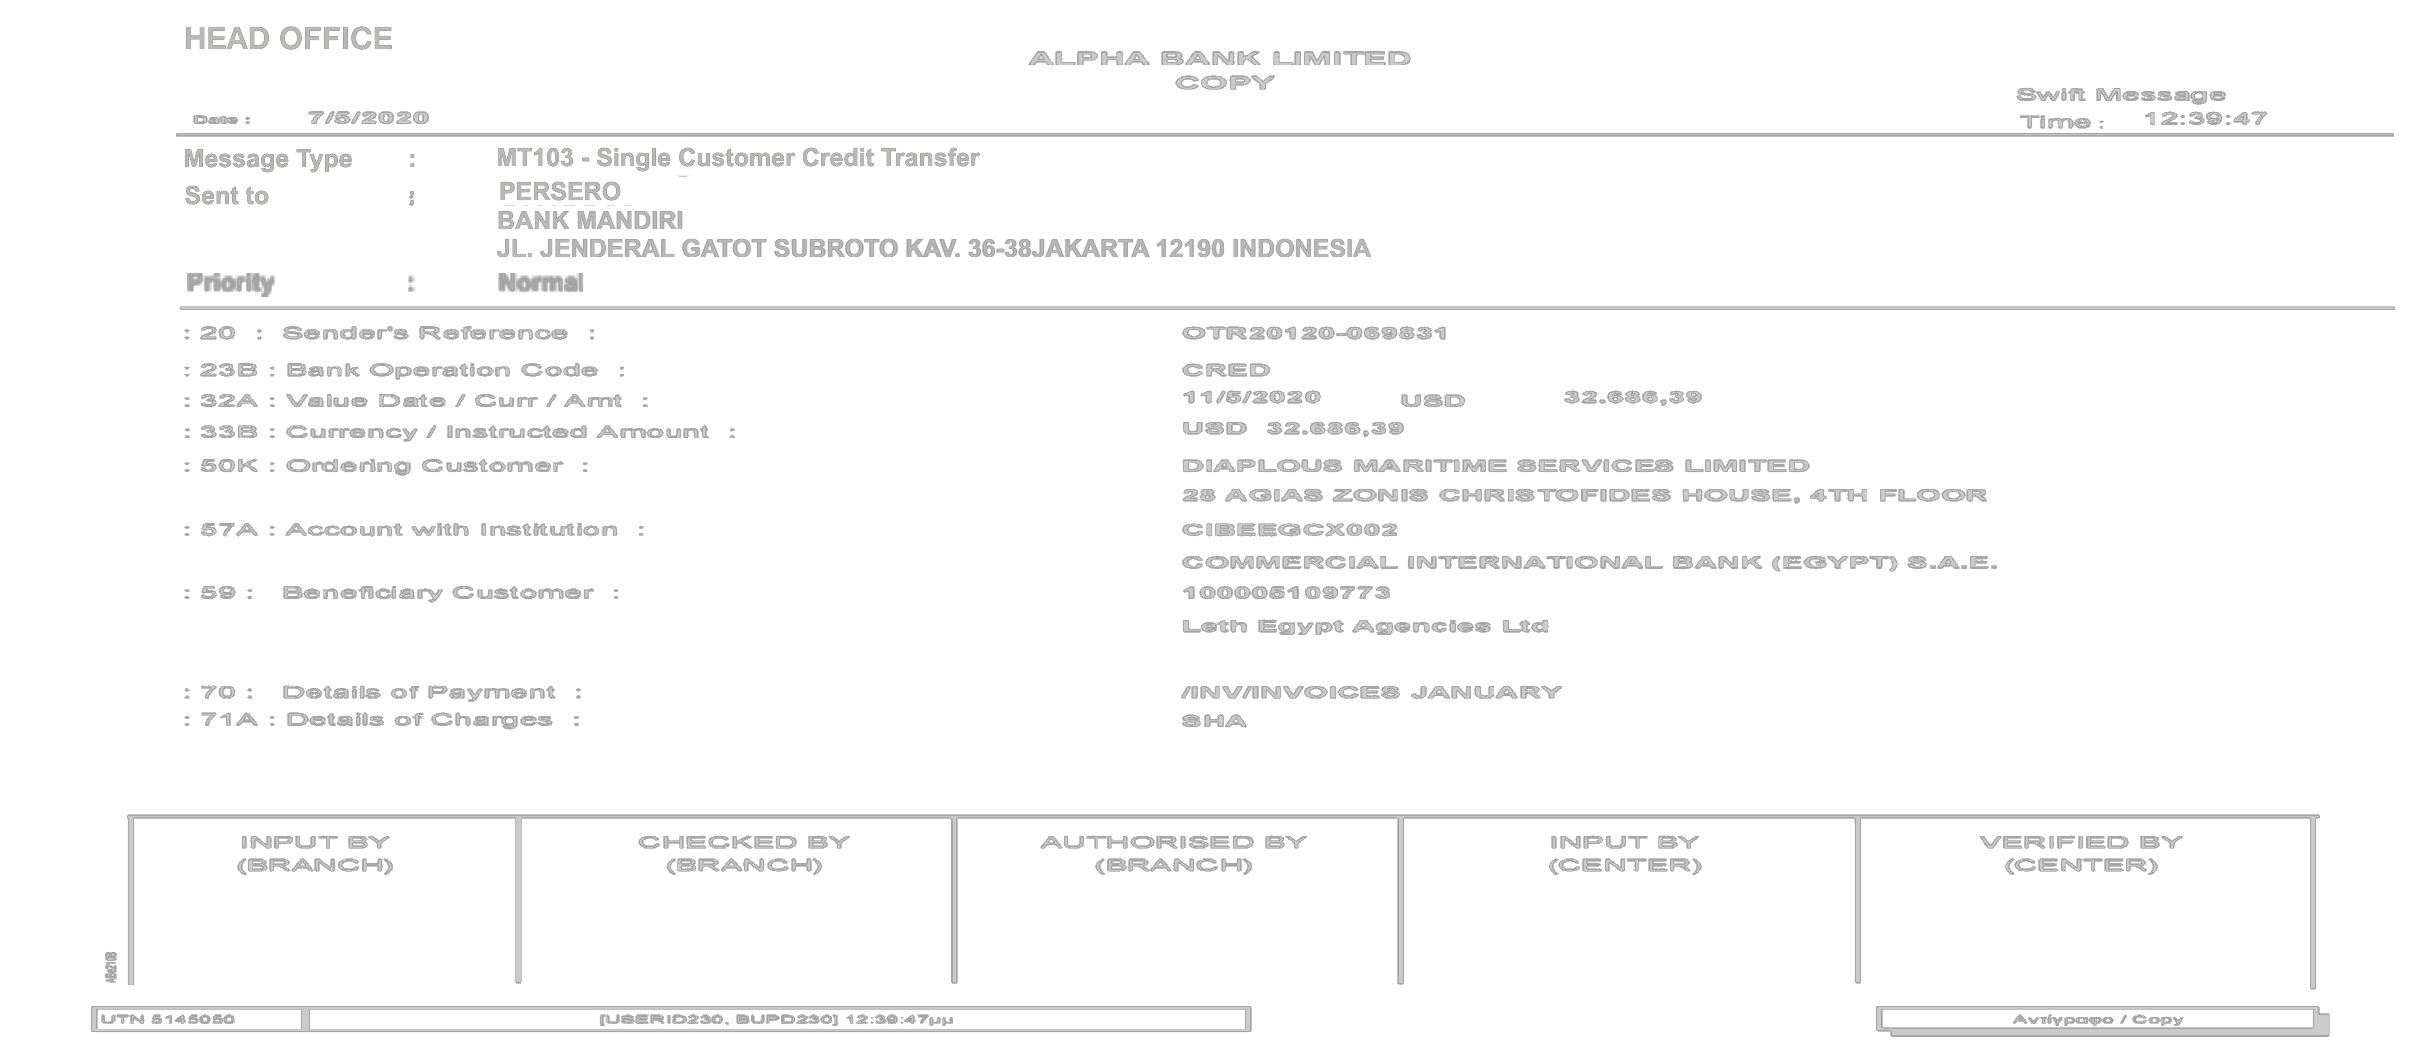 HEAD OFFICE
ALPHA BANK LIMITED
COPY
Swift Message
Date : 7/5/2020
Time : 12:39:47
Message Type : MT103 - Single Customer Credit Transfer
Sent to : PERSERO
BANK MANDIRI
JL. JENDERAL GATOT SUBROTO KAV. 36-38JAKARTA 12190 INDONESIA
Priority : Normal
: 20 : Sender's Reference : OTR20120-069831
: 23B : Bank Operation Code : CRED
: 32A : Value Date / Curr / Amt : 11/5/2020 USD 32.686,39
: 33B : Currency / Instructed Amount : USD 32.686,39
: 50K : Ordering Customer : DIAPLOUS MARITIME SERVICES LIMITED
28 AGIAS ZONIS CHRISTOFIDES HOUSE, 4TH FLOOR
: 57A : Account with Institution : CIBEEGCX002
COMMERCIAL INTERNATIONAL BANK (EGYPT) S.A.E.
: 59 : Beneficiary Customer : 100005109773
Leth Egypt Agencies Ltd
: 70 : Details of Payment : /INV/INVOICES JANUARY
: 71A : Details of Charges : SHA
INPUT BY CHECKED BY AUTHORISED BY INPUT BY VERIFIED BY
(BRANCH) (BRANCH) (BRANCH) (CENTER) (CENTER)
UTN 5145050 [USERID230, BUPD230] 12:39:47μμ Αντίγραφο / Copy